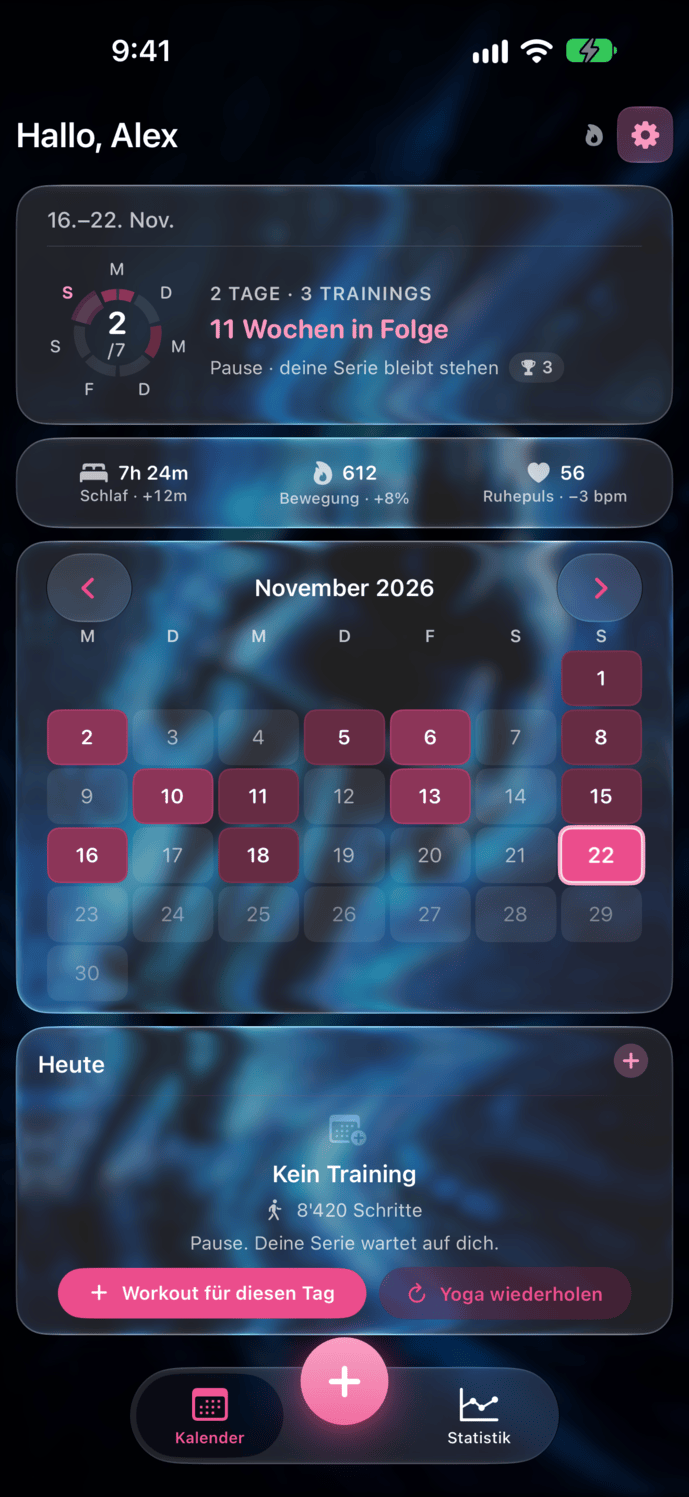 9:41
Hallo, Alex
16.–22. Nov.
M
D
M
D
F
S
S
2
/7
2 TAGE · 3 TRAININGS
11 Wochen in Folge
Pause · deine Serie bleibt stehen 3
7h 24m
Schlaf · +12m
612
Bewegung · +8%
56
Ruhepuls · −3 bpm
November 2026
M D M D F S S
1
2 3 4 5 6 7 8
9 10 11 12 13 14 15
16 17 18 19 20 21 22
23 24 25 26 27 28 29
30
Heute
Kein Training
8'420 Schritte
Pause. Deine Serie wartet auf dich.
+ Workout für diesen Tag
Yoga wiederholen
Kalender
Statistik